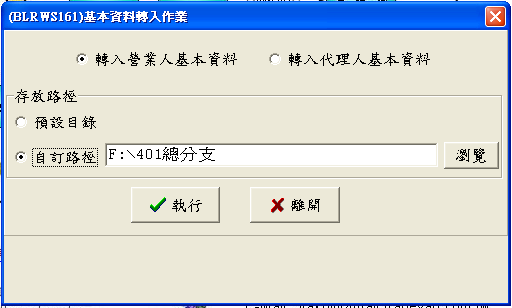 (BLRWS161)基本資料轉入作業
轉入營業人基本資料 轉入代理人基本資料
存放路徑
預設目錄
自訂路徑 F:\401總分支 瀏覽
執行 離開